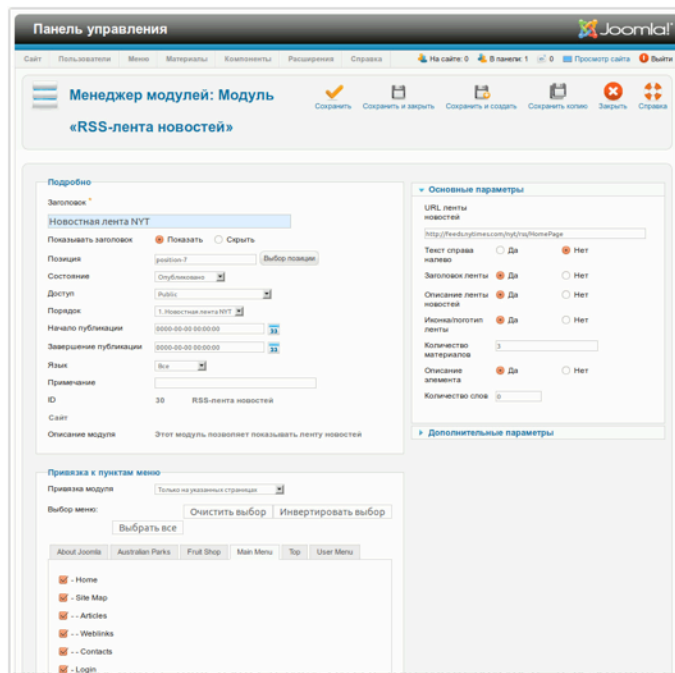 Панель управления
Joomla!
Сайт Пользователи Меню Материалы Компоненты Расширения Справка На сайте: 0 В панели: 1 0 Просмотр сайта Выйти
Менеджер модулей: Модуль
«RSS-лента новостей»
Сохранить Сохранить и закрыть Сохранить и создать Сохранить копию Закрыть Справка
Подробно
Заголовок *
Новостная лента NYT
Показывать заголовок Показать Скрыть
Позиция position-7 Выбор позиции
Состояние Опубликовано
Доступ Public
Порядок 1. Новостная лента NYT
Начало публикации 0000-00-00 00:00:00 23
Завершение публикации 0000-00-00 00:00:00 23
Язык Все
Примечание
ID 30 RSS-лента новостей
Сайт
Описание модуля Этот модуль позволяет показывать ленту новостей
Основные параметры
URL ленты
новостей
http://feeds.nytimes.com/nyt/rss/HomePage
Текст справа
налево Да Нет
Заголовок ленты Да Нет
Описание ленты
новостей Да Нет
Иконка/логотип
ленты Да Нет
Количество
материалов 3
Описание
элемента Да Нет
Количество слов 0
Дополнительные параметры
Привязка к пунктам меню
Привязка модуля Только на указанных страницах
Выбор меню: Очистить выбор Инвертировать выбор
Выбрать все
About Joomla Australian Parks Fruit Shop Main Menu Top User Menu
- Home
- Site Map
- - Articles
- - Weblinks
- - Contacts
- Login